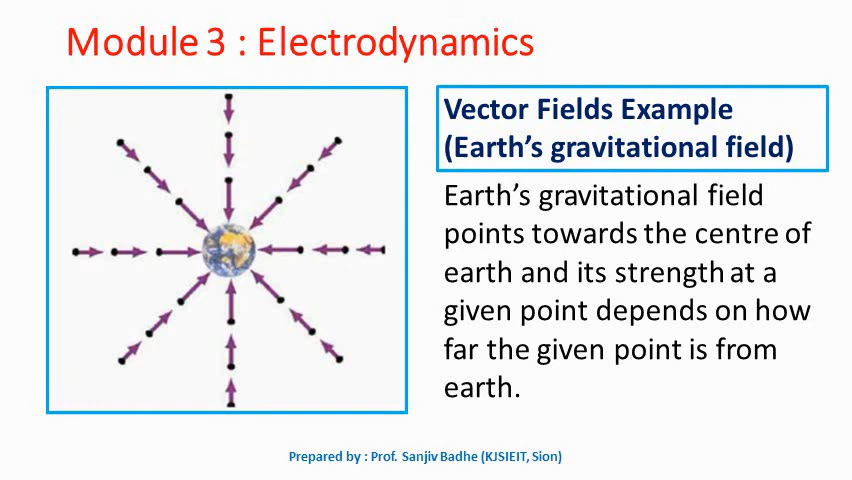 Module 3 : Electrodynamics
Vector Fields Example
(Earth's gravitational field)
Earth's gravitational field
points towards the centre of
earth and its strength at a
given point depends on how
far the given point is from
earth.
Prepared by : Prof. Sanjiv Badhe (KJSIEIT, Sion)